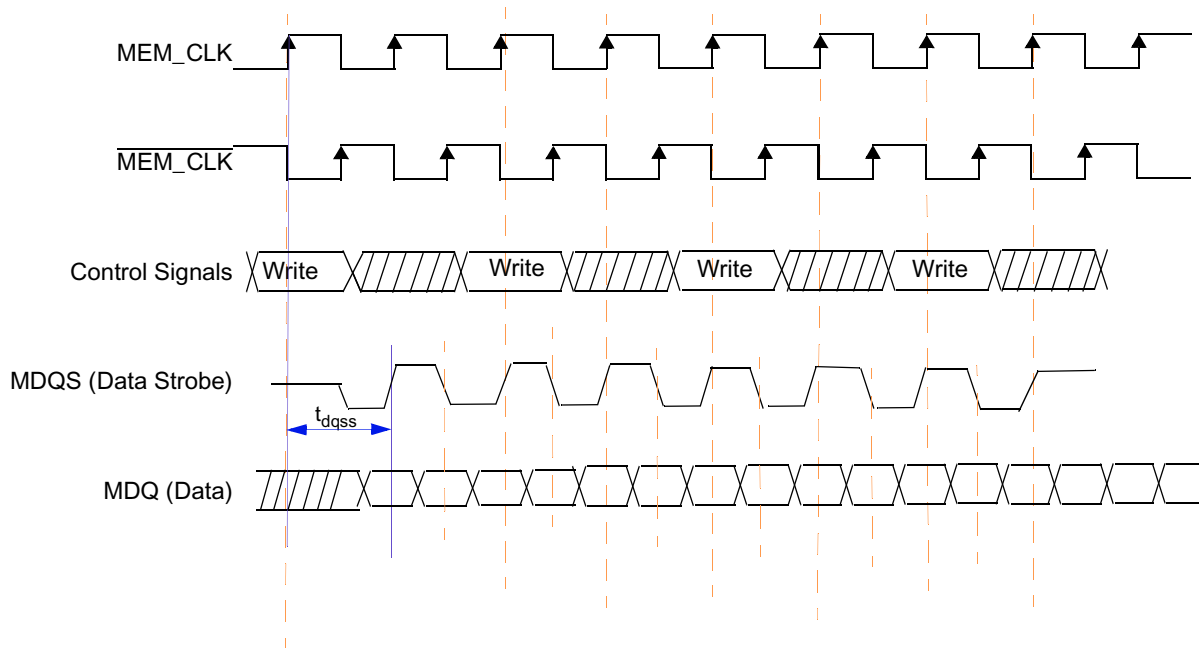 MEM_CLK
MEM_CLK
Control Signals Write Write Write Write
MDQS (Data Strobe)
tdqss
MDQ (Data)